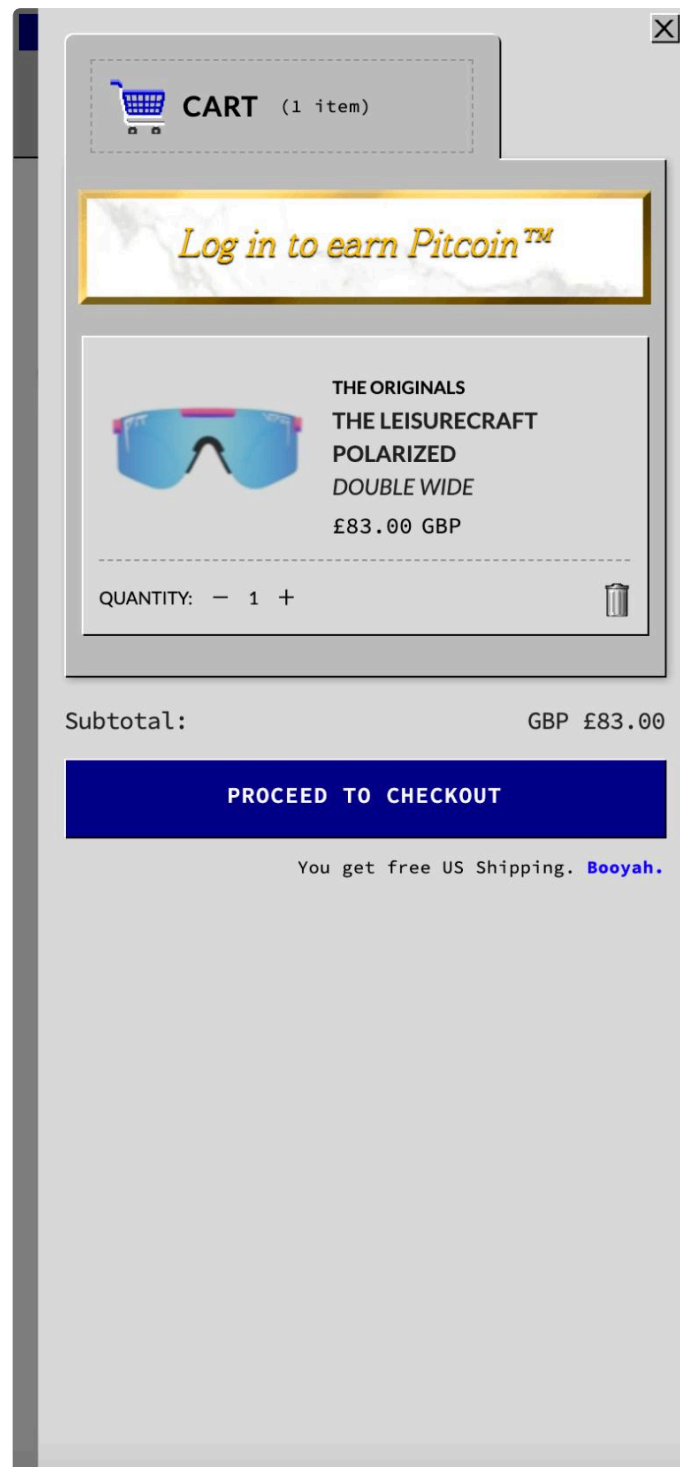 CART (1 item)
Log in to earn Pitcoin™
THE ORIGINALS
THE LEISURECRAFT
POLARIZED
DOUBLE WIDE
£83.00 GBP
QUANTITY: — 1 +
Subtotal: GBP £83.00
PROCEED TO CHECKOUT
You get free US Shipping. Booyah.